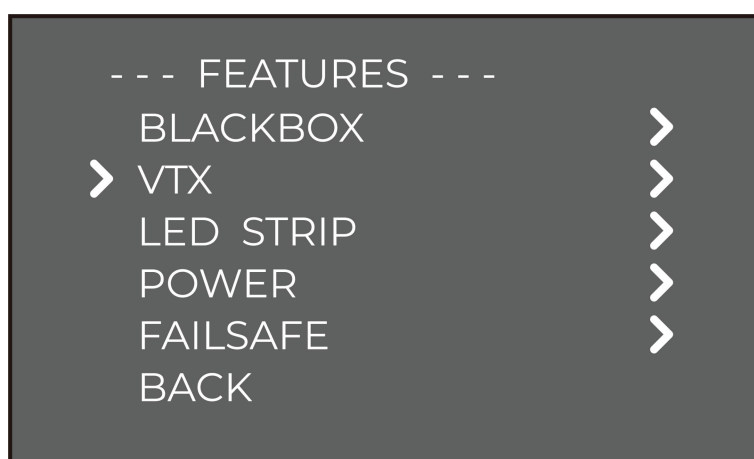 --- FEATURES ---
BLACKBOX >
> VTX >
LED STRIP >
POWER >
FAILSAFE >
BACK